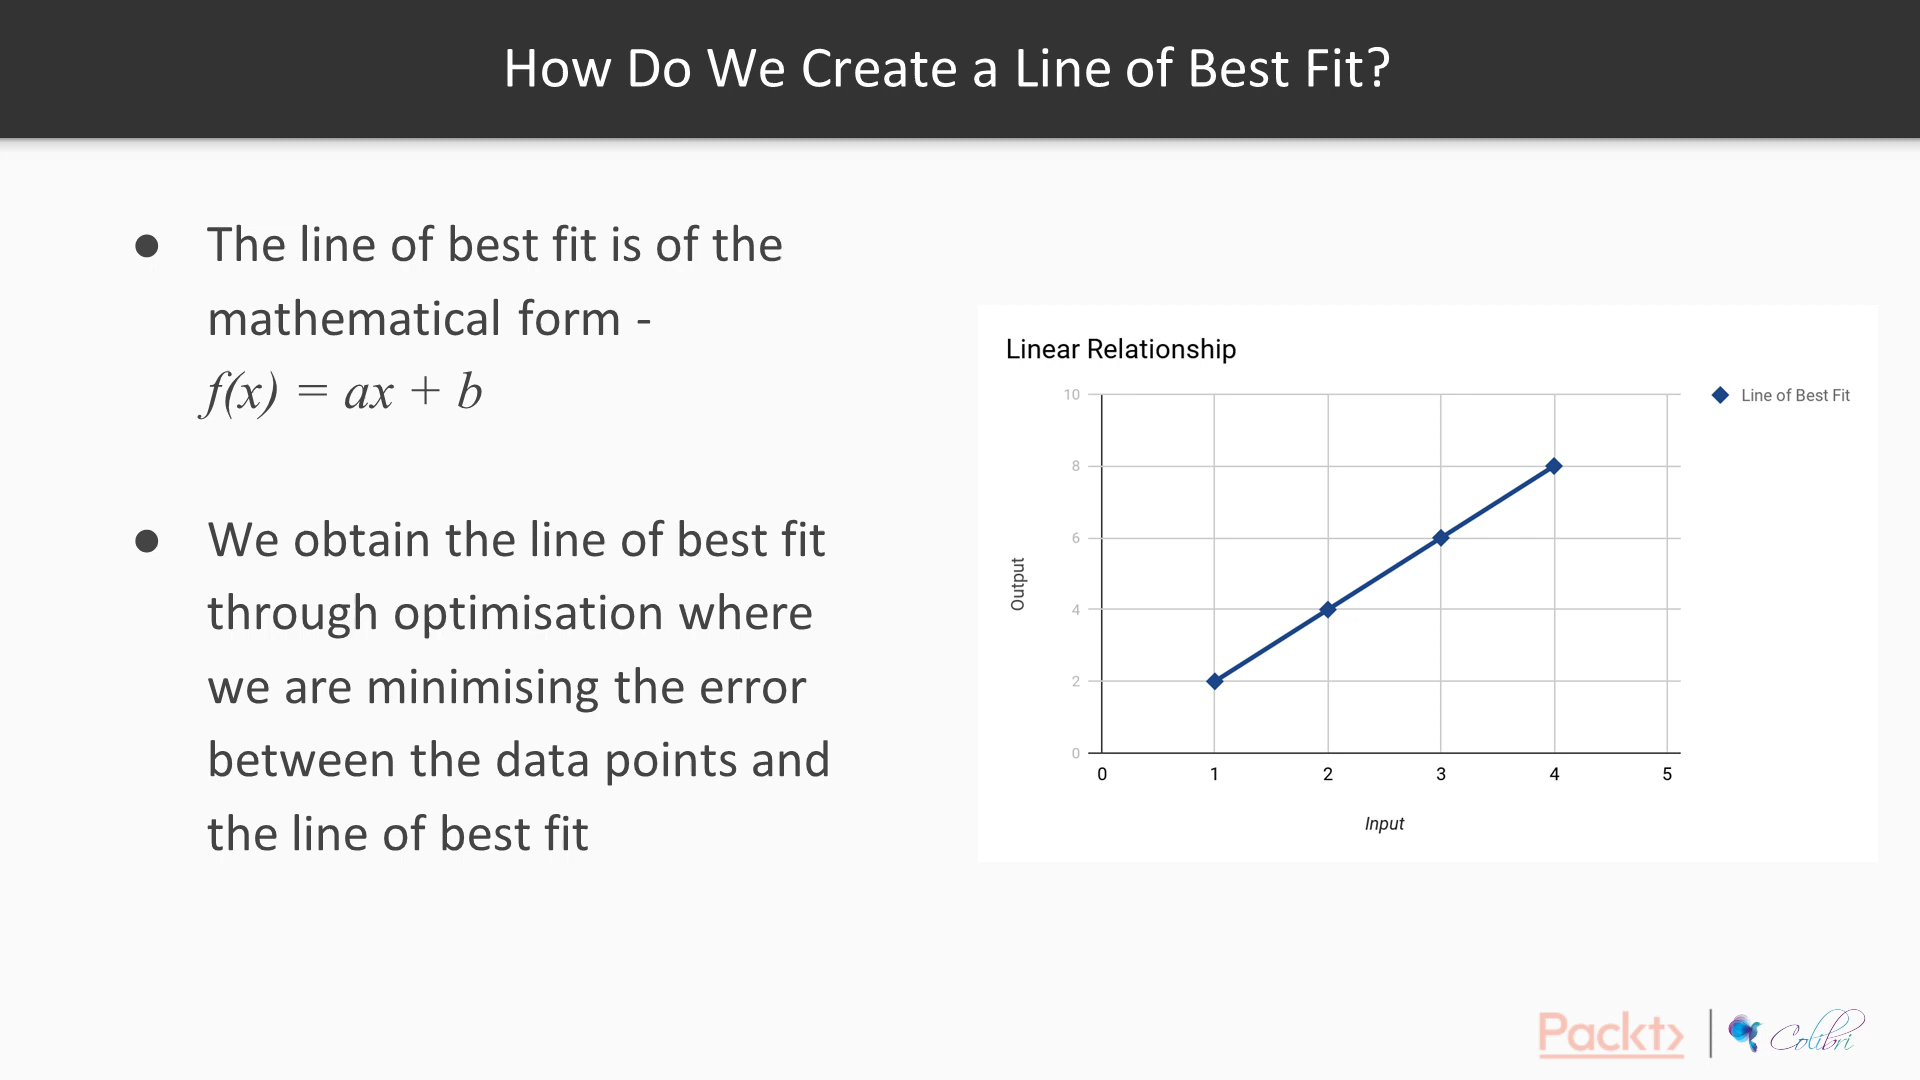 How Do We Create a Line of Best Fit?
● The line of best fit is of the
mathematical form -
f(x) = ax + b
● We obtain the line of best fit
through optimisation where
we are minimising the error
between the data points and
the line of best fit
Linear Relationship
Line of Best Fit
Output
10
8
6
4
2
0
0 1 2 3 4 5
Input
Packt>
Colibri